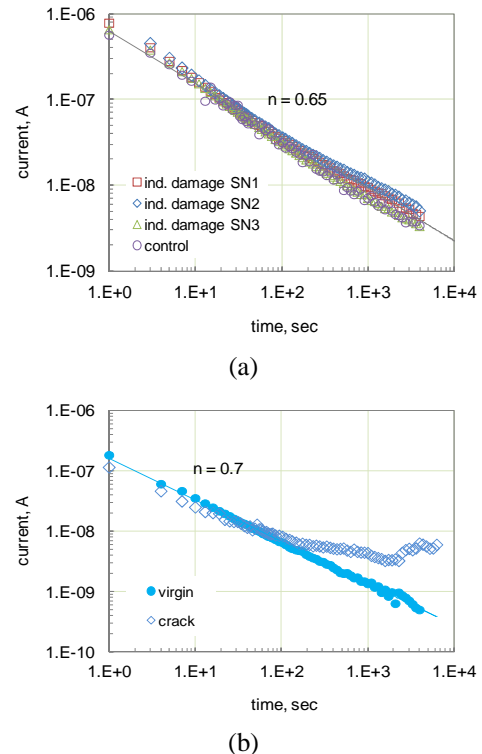 1.E-06
1.E-07
1.E-08
1.E-09
current, A
n = 0.65
ind. damage SN1
ind. damage SN2
ind. damage SN3
control
1.E+0 1.E+1 1.E+2 1.E+3 1.E+4
time, sec
(a)
1.E-06
1.E-07
1.E-08
1.E-09
1.E-10
current, A
n = 0.7
virgin
crack
1.E+0 1.E+1 1.E+2 1.E+3 1.E+4
time, sec
(b)